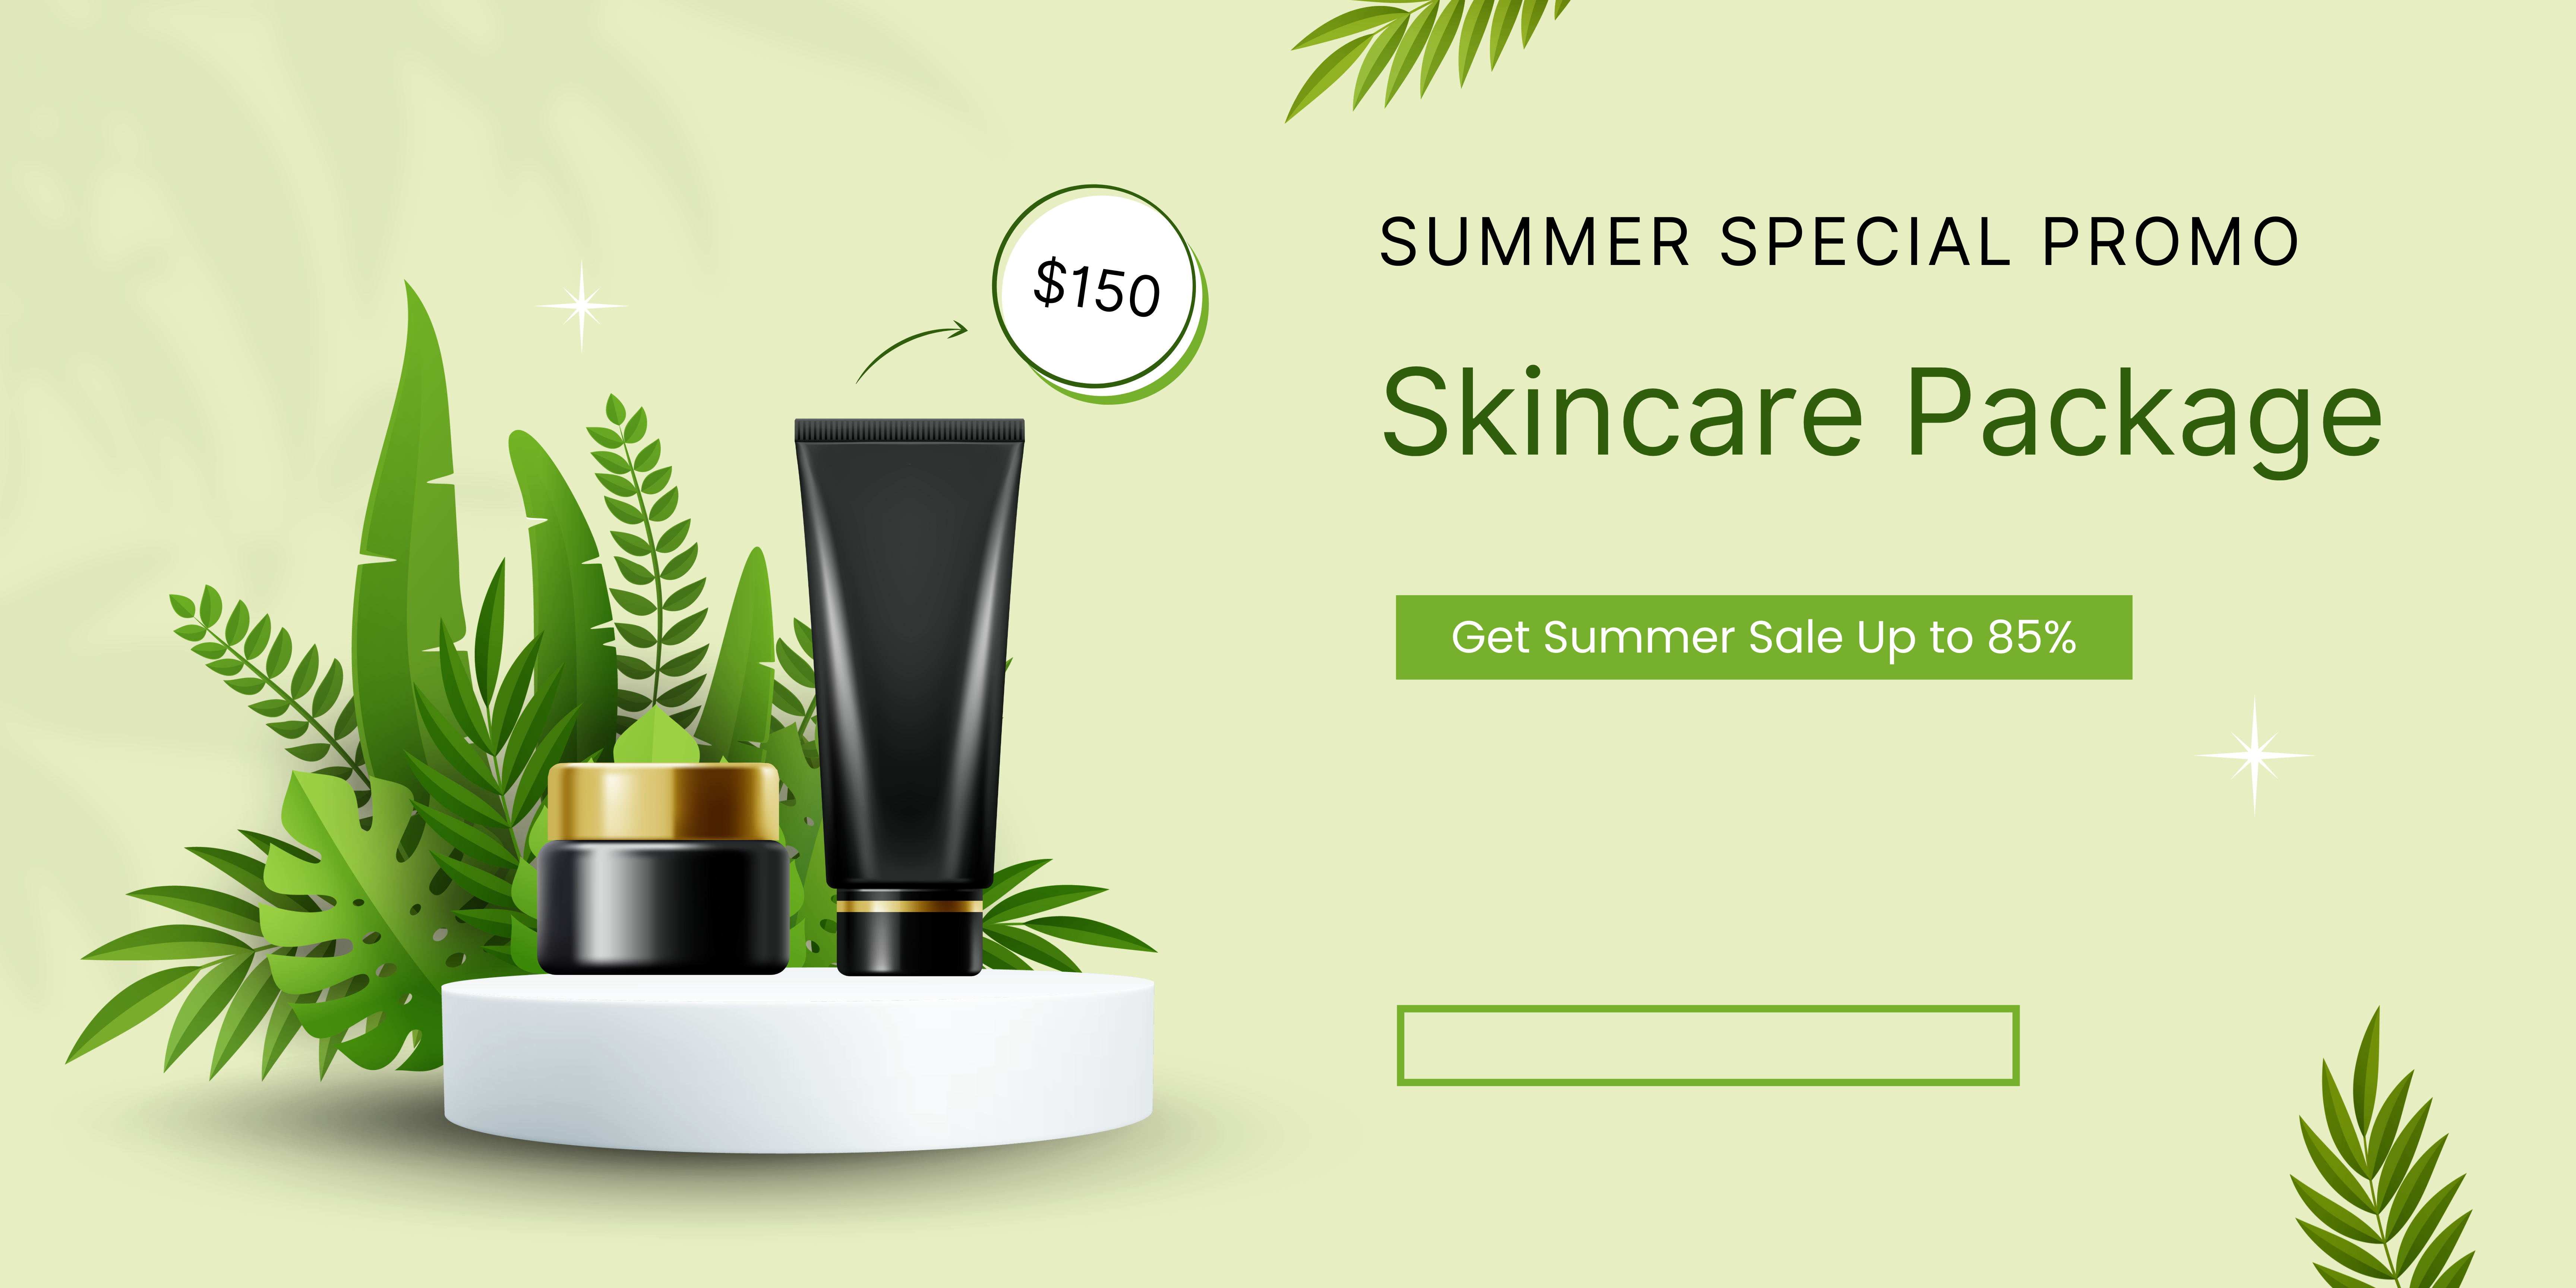 $150
SUMMER SPECIAL PROMO
Skincare Package
Get Summer Sale Up to 85%